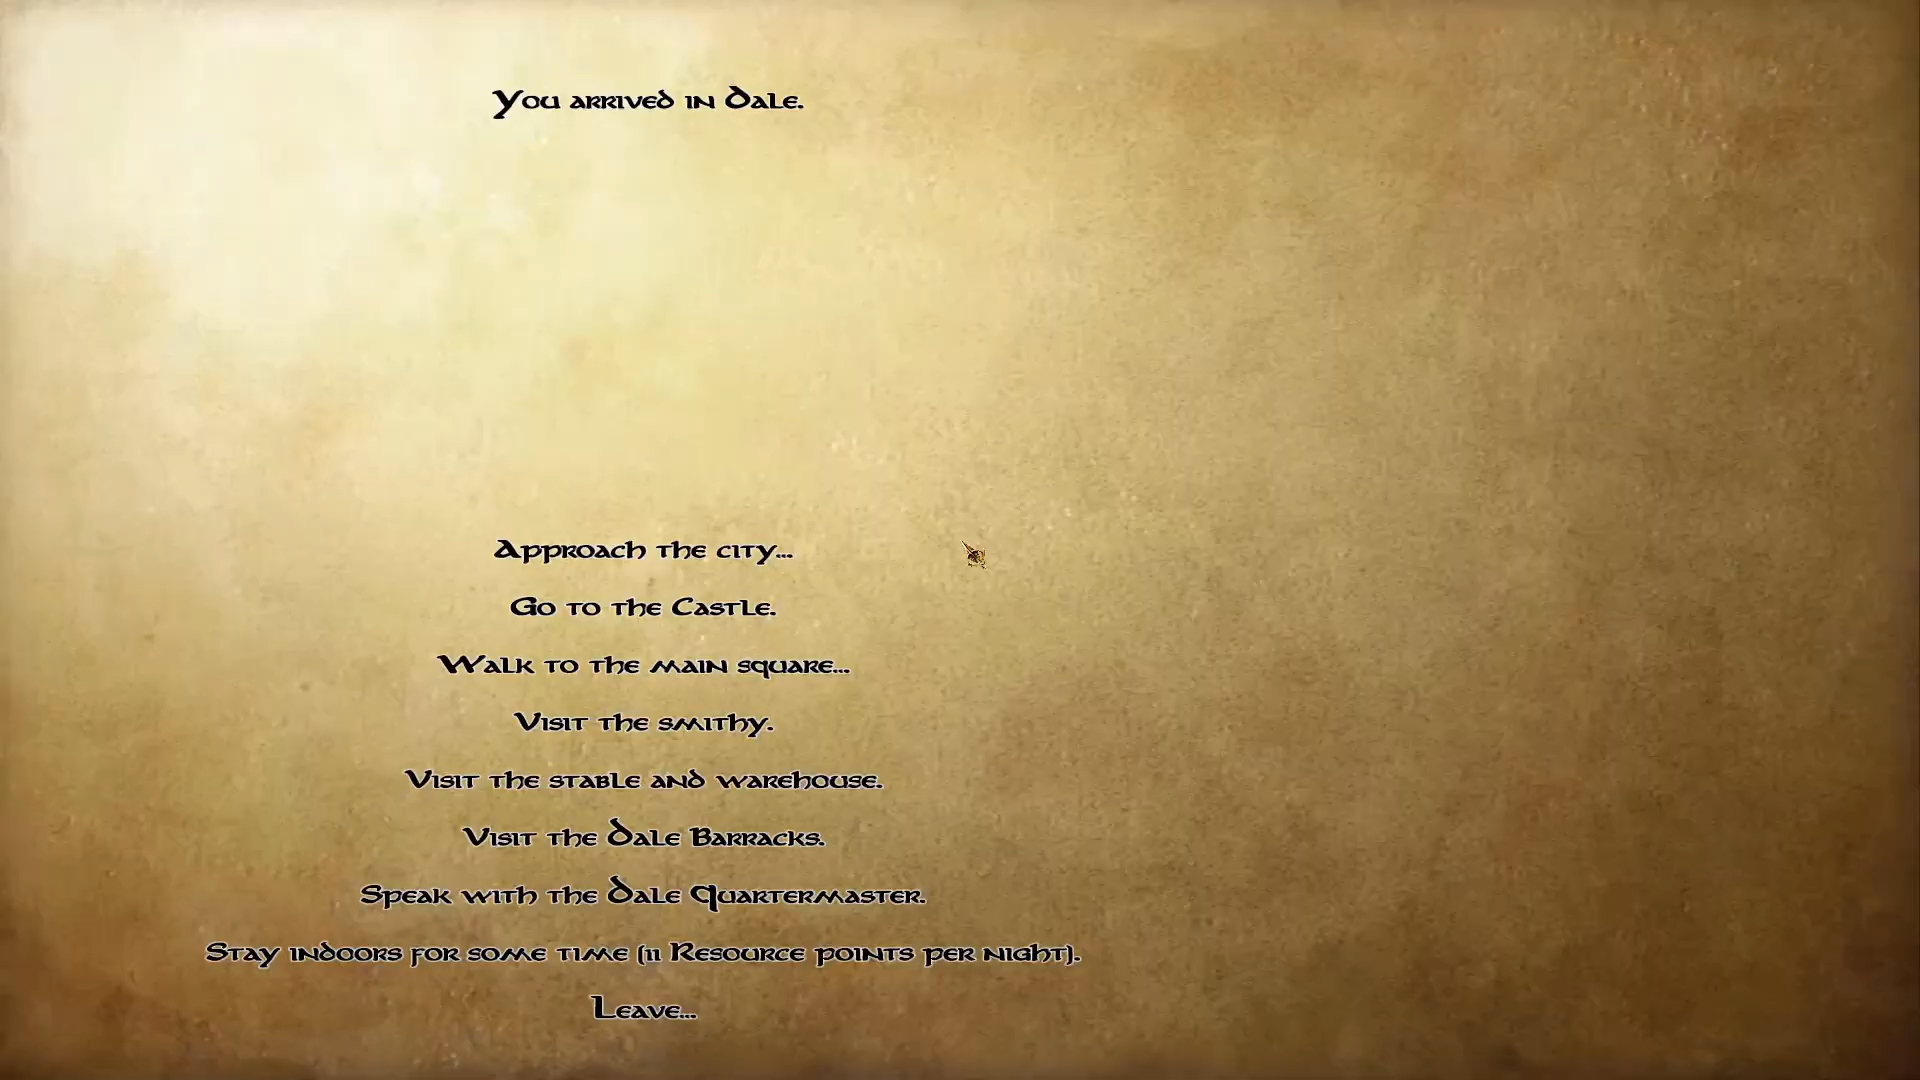 You arrived in Dale.
Approach the city...
Go to the Castle.
Walk to the main square...
Visit the smithy.
Visit the stable and warehouse.
Visit the Dale Barracks.
Speak with the Dale Quartermaster.
Stay indoors for some time (11 Resource points per night).
Leave...